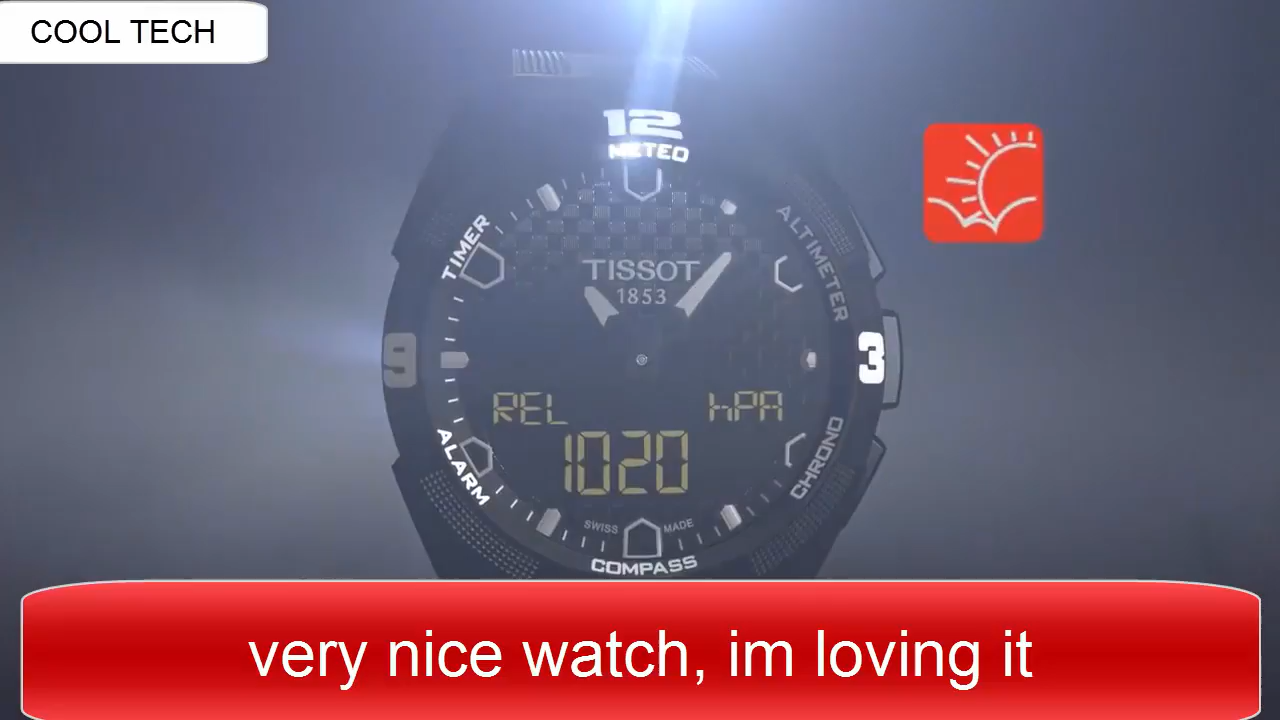 COOL TECH
12
METEO
TIMER
ALTIMETER
TISSOT
1853
9
3
REL
hPA
1020
ALARM
CHRONO
SWISS MADE
COMPASS
very nice watch, im loving it